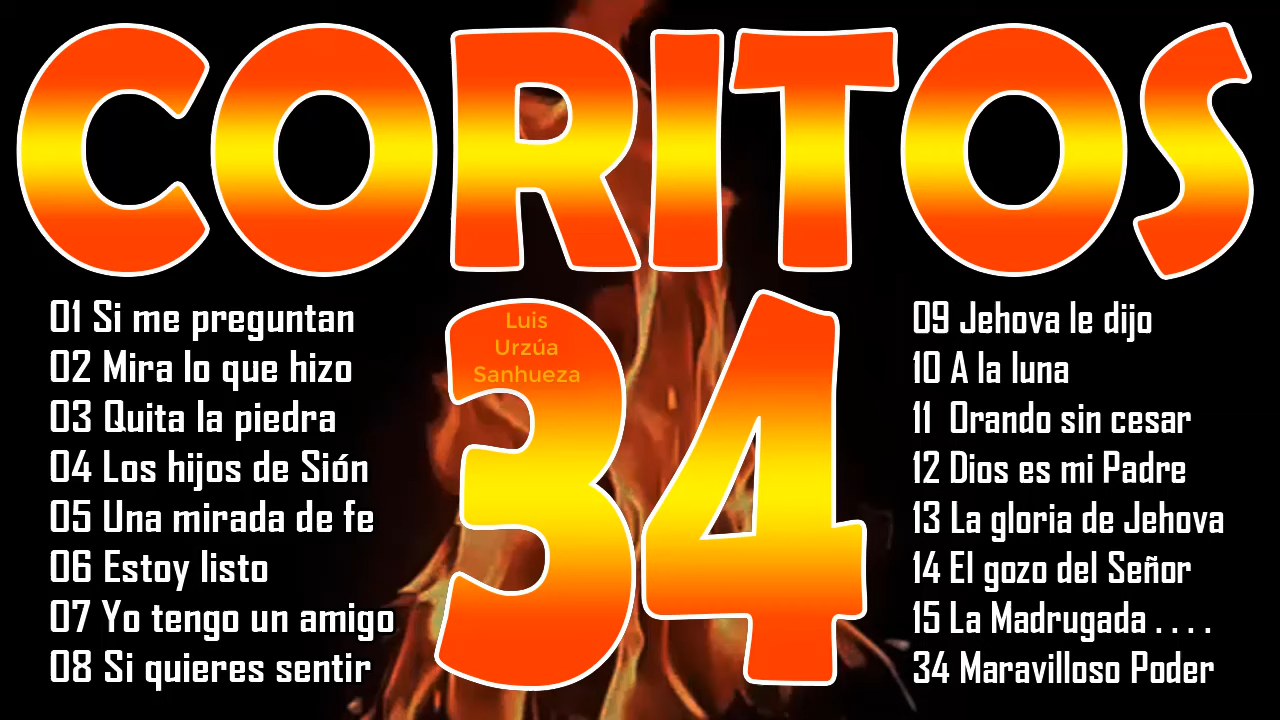 CORITOS
34
Luis
Urzúa
Sanhueza
01 Si me preguntan
02 Mira lo que hizo
03 Quita la piedra
04 Los hijos de Sión
05 Una mirada de fe
06 Estoy listo
07 Yo tengo un amigo
08 Si quieres sentir
09 Jehova le dijo
10 A la luna
11 Orando sin cesar
12 Dios es mi Padre
13 La gloria de Jehova
14 El gozo del Señor
15 La Madrugada . . . .
34 Maravilloso Poder